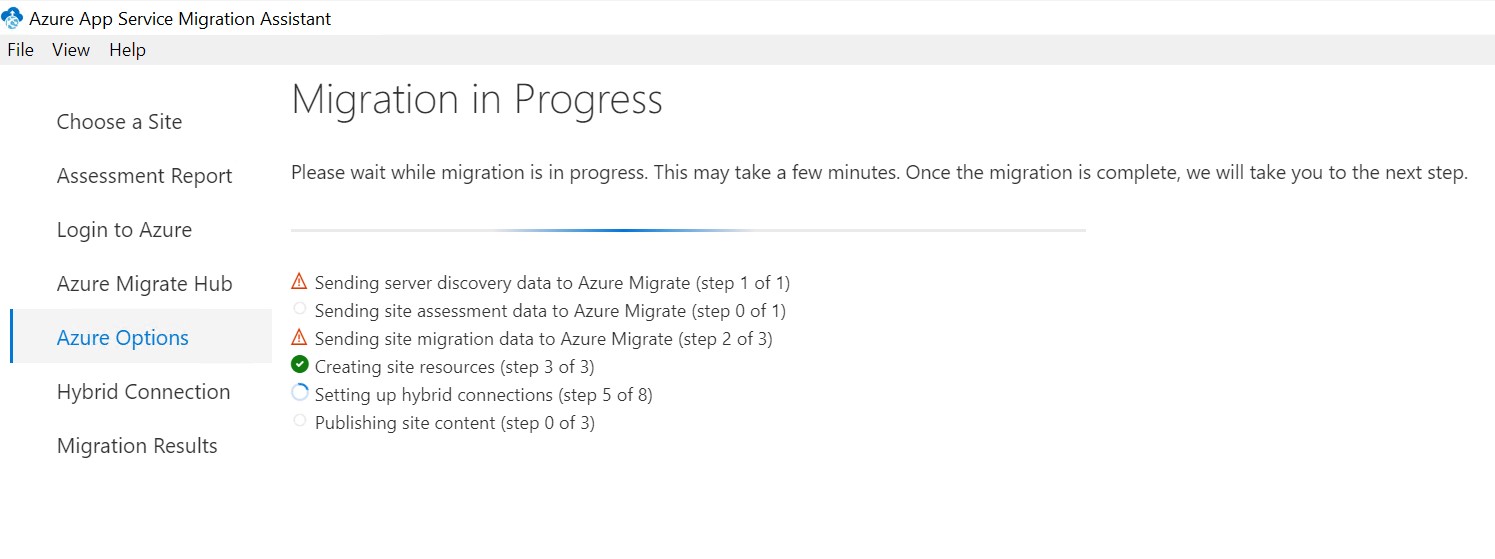 Azure App Service Migration Assistant
File View Help
Choose a Site
Assessment Report
Login to Azure
Azure Migrate Hub
Azure Options
Hybrid Connection
Migration Results
Migration in Progress
Please wait while migration is in progress. This may take a few minutes. Once the migration is complete, we will take you to the next step.
Sending server discovery data to Azure Migrate (step 1 of 1)
Sending site assessment data to Azure Migrate (step 0 of 1)
Sending site migration data to Azure Migrate (step 2 of 3)
Creating site resources (step 3 of 3)
Setting up hybrid connections (step 5 of 8)
Publishing site content (step 0 of 3)